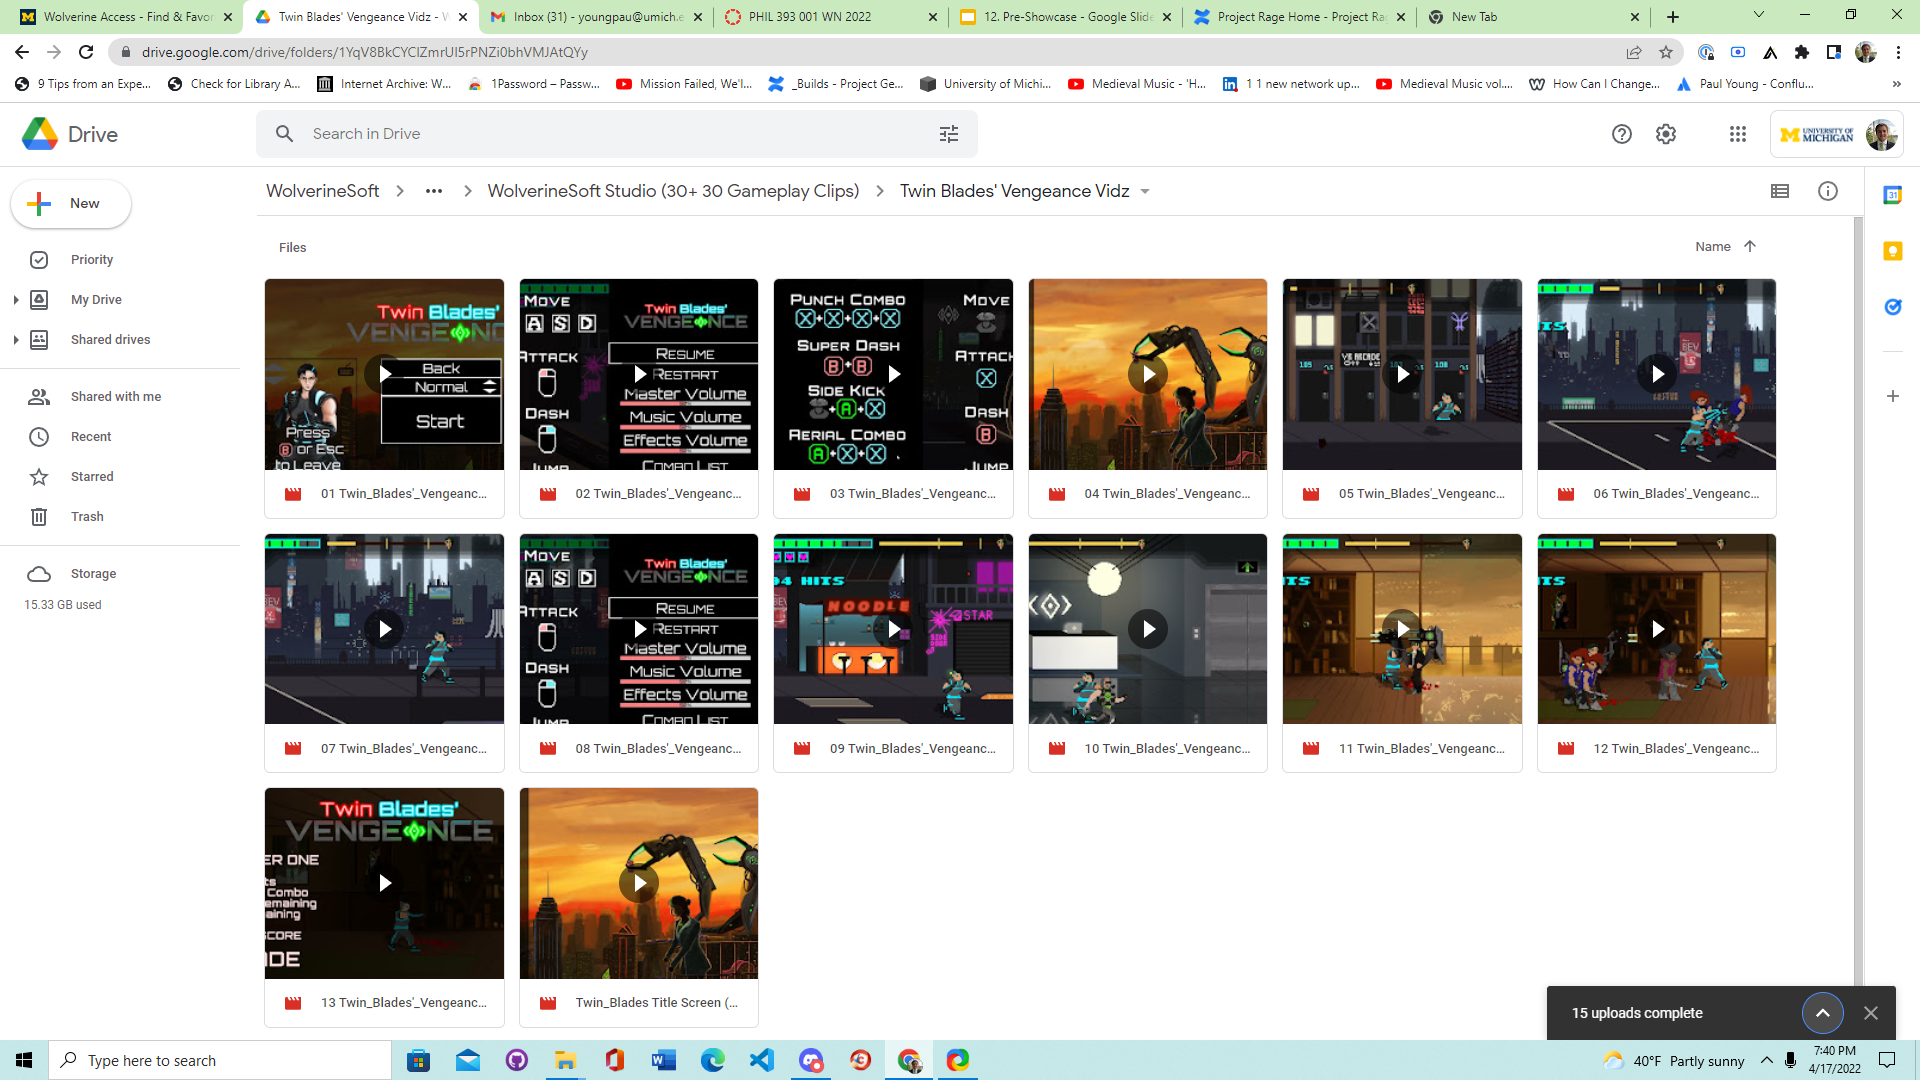 Wolverine Access - Find & Favor
Twin Blades' Vengeance Vidz - W
Inbox (31) - youngpau@umich.e
PHIL 393 001 WN 2022
12. Pre-Showcase - Google Slide
Project Rage Home - Project Rag
New Tab
drive.google.com/drive/folders/1YqV8BkCYClZmrUI5rPNZi0bhVMJAtQYy
9 Tips from an Expe...
Check for Library A...
Internet Archive: W...
1Password – Passw...
Mission Failed, We'l...
_Builds - Project Ge...
University of Michi...
Medieval Music - 'H...
1 1 new network up...
Medieval Music vol....
How Can I Change...
Paul Young - Conflu...
Drive
Search in Drive
UNIVERSITY OF MICHIGAN
New
WolverineSoft
WolverineSoft Studio (30+ 30 Gameplay Clips)
Twin Blades' Vengeance Vidz
Priority
My Drive
Shared drives
Shared with me
Recent
Starred
Trash
Storage
15.33 GB used
Files
Name
Twin Blades'
VENGEANC
Back
Normal
Start
Press
B or Esc
to Leave
MOVE
A S D
ATTACK
DASH
JUMP
Twin Blades'
VENGEANCE
RESUME
RESTART
Master Volume
Music Volume
Effects Volume
COMBO LIST
PUNCH COMBO
X+X+X+X
SUPER DASH
B+B
SIDE KICK
+A+X
AERIAL COMBO
A+X+X
MOVE
ATTACK
X
DASH
B
JUMP
105
108
HITS
BEV
01 Twin_Blades'_Vengeanc...
02 Twin_Blades'_Vengeanc...
03 Twin_Blades'_Vengeanc...
04 Twin_Blades'_Vengeanc...
05 Twin_Blades'_Vengeanc...
06 Twin_Blades'_Vengeanc...
MOVE
A S D
ATTACK
DASH
JUMP
Twin Blades'
VENGEANCE
RESUME
RESTART
Master Volume
Music Volume
Effects Volume
COMBO LIST
94 HITS
NOODLE
STAR
ITS
ITS
07 Twin_Blades'_Vengeanc...
08 Twin_Blades'_Vengeanc...
09 Twin_Blades'_Vengeanc...
10 Twin_Blades'_Vengeanc...
11 Twin_Blades'_Vengeanc...
12 Twin_Blades'_Vengeanc...
Twin Blades'
VENGEANCE
ER ONE
ts
Combo
emaining
aining
SCORE
DE
13 Twin_Blades'_Vengeanc...
Twin_Blades Title Screen (...
15 uploads complete
Type here to search
40°F Partly sunny
7:40 PM
4/17/2022